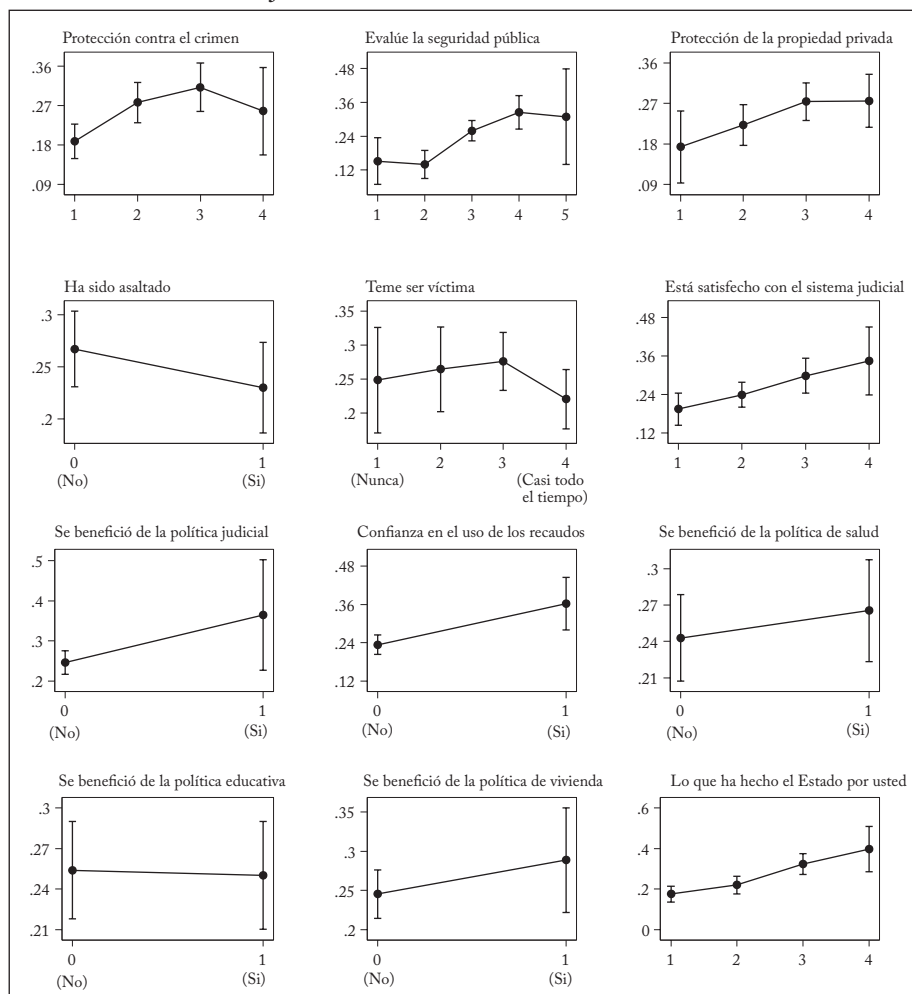 Protección contra el crimen
.36
.27
.18
.09
1 2 3 4
Evalúe la seguridad pública
.48
.36
.24
.12
1 2 3 4 5
Protección de la propiedad privada
.36
.27
.18
.09
1 2 3 4
Ha sido asaltado
.3
.25
.2
0 1
(No) (Si)
Teme ser víctima
.35
.3
.25
.2
1 2 3 4
(Nunca) (Casi todo
el tiempo)
Está satisfecho con el sistema judicial
.48
.36
.24
.12
1 2 3 4
Se benefició de la política judicial
.5
.4
.3
.2
0 1
(No) (Si)
Confianza en el uso de los recaudos
.48
.36
.24
.12
0 1
(No) (Si)
Se benefició de la política de salud
.3
.27
.24
.21
0 1
(No) (Si)
Se benefició de la política educativa
.3
.27
.24
.21
0 1
(No) (Si)
Se benefició de la política de vivienda
.35
.3
.25
.2
0 1
(No) (Si)
Lo que ha hecho el Estado por usted
.6
.4
.2
0
1 2 3 4